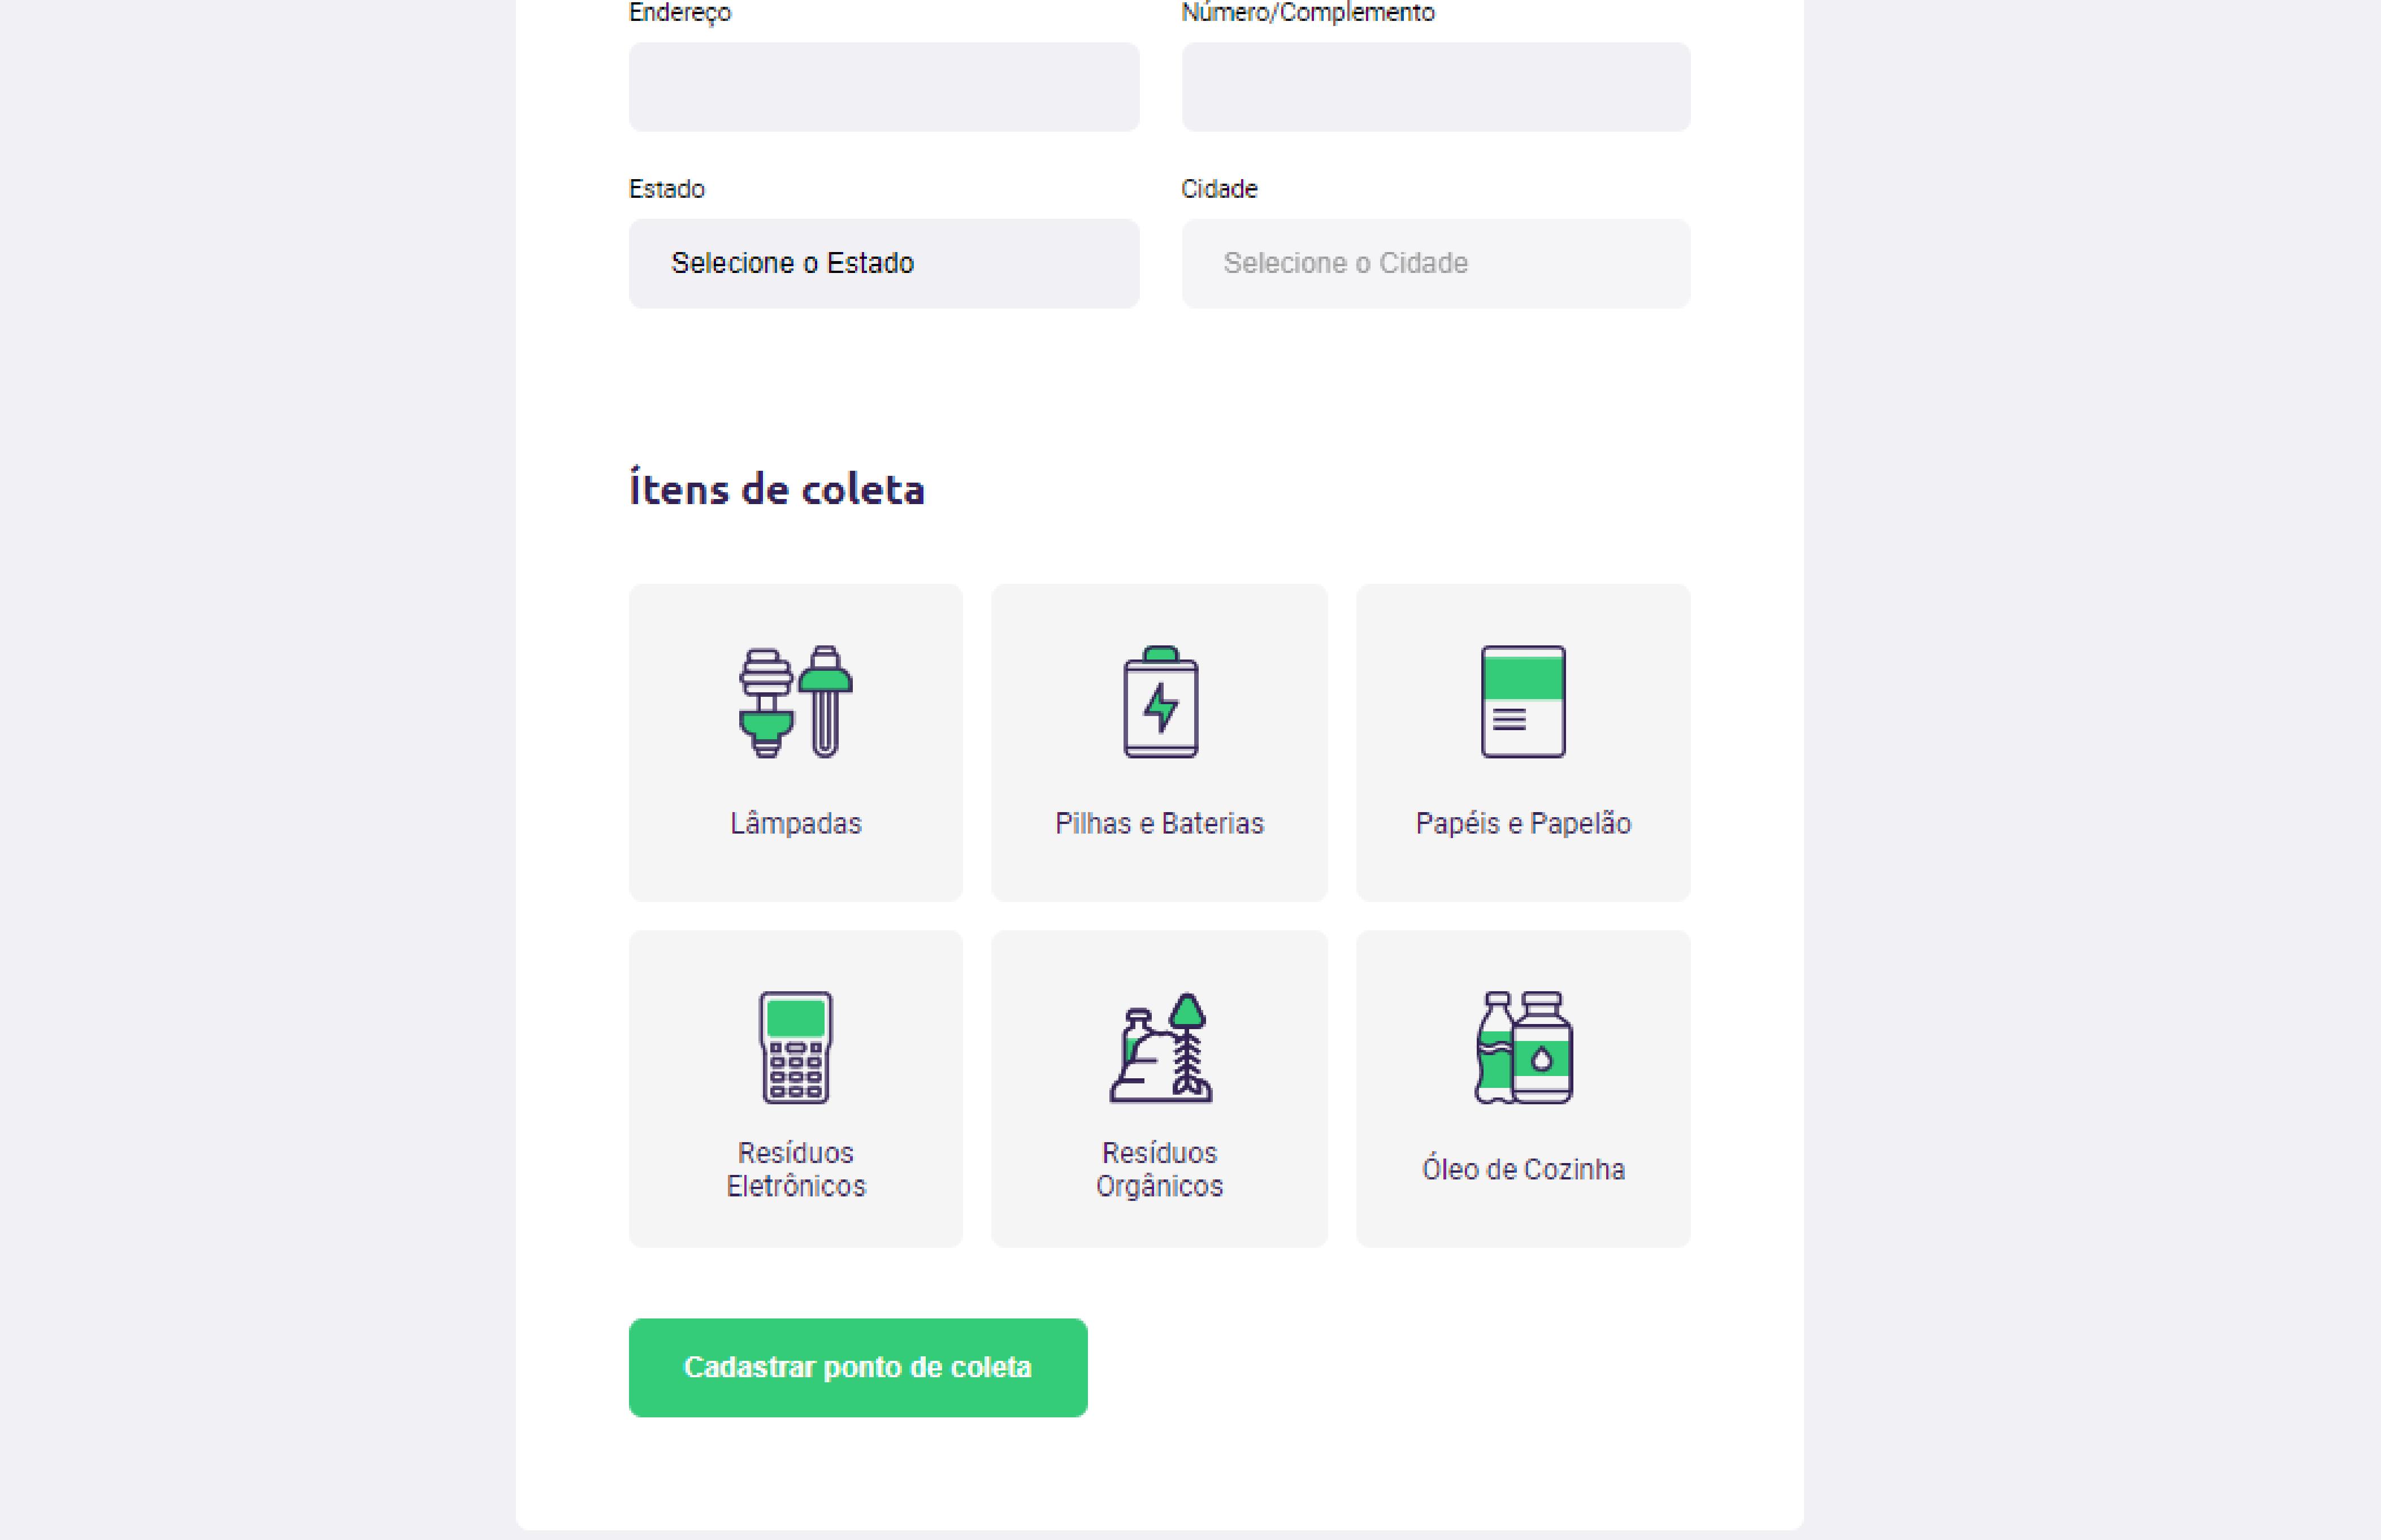 Endereço
Número/Complemento
Estado
Cidade
Selecione o Estado
Selecione o Cidade
Ítens de coleta
Lâmpadas
Pilhas e Baterias
Papéis e Papelão
Resíduos
Eletrônicos
Resíduos
Orgânicos
Óleo de Cozinha
Cadastrar ponto de coleta